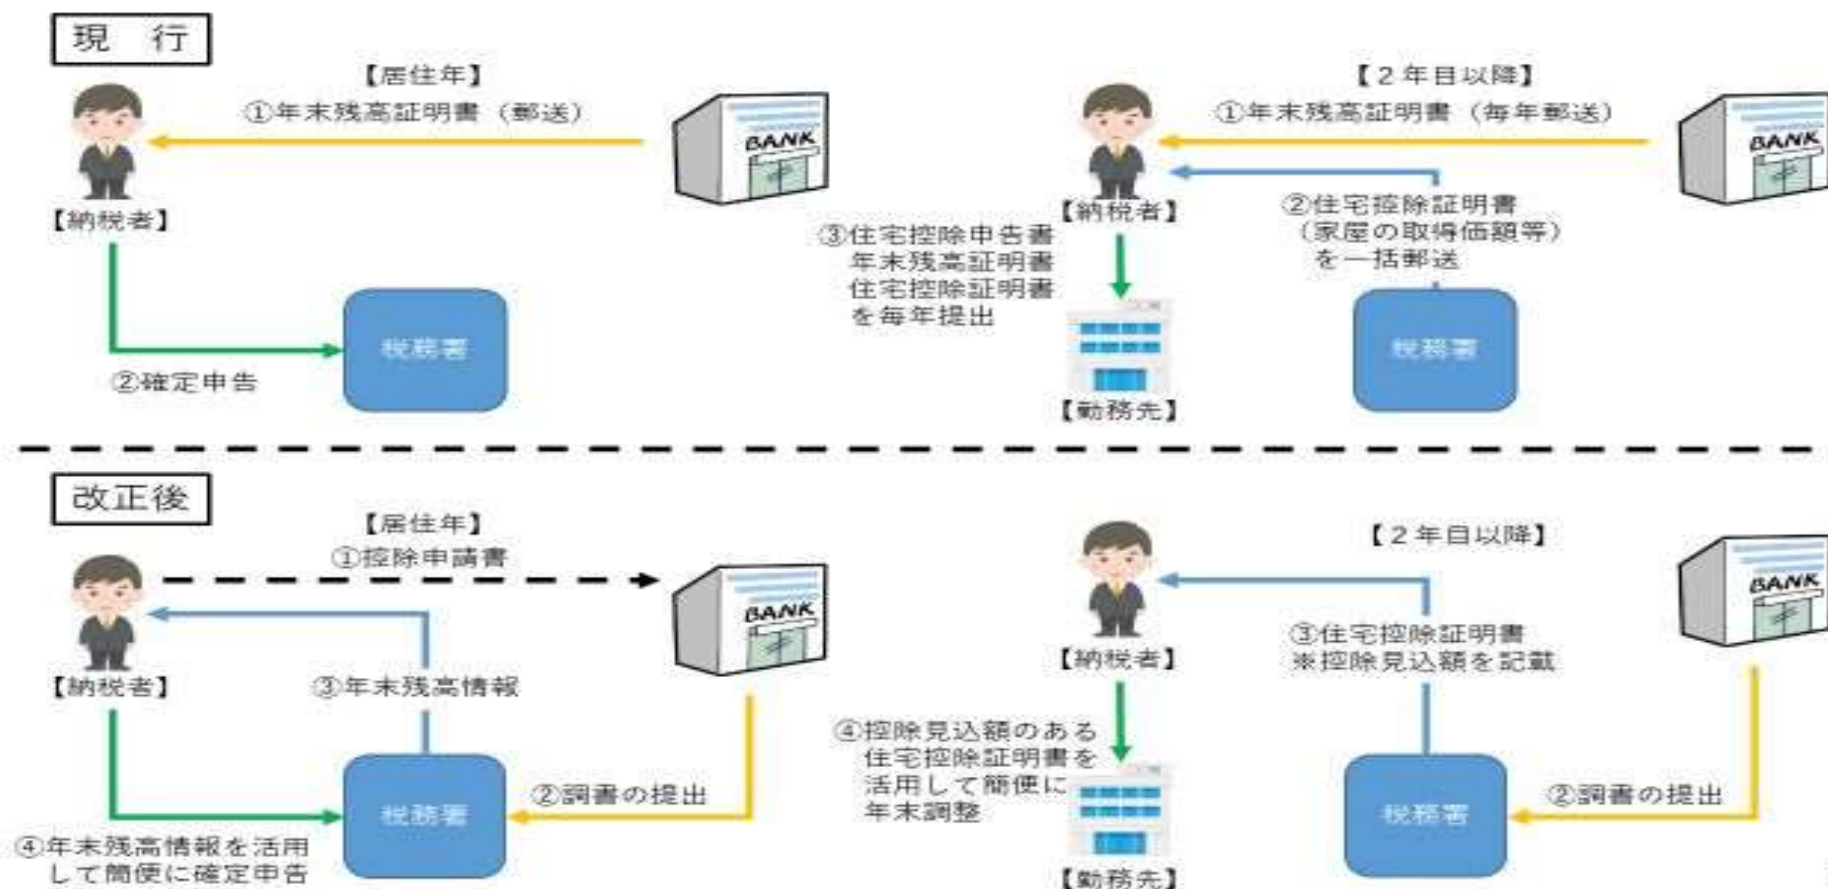 現 行
【居住年】
①年末残高証明書（郵送）
BANK
【納税者】
税務署
②確定申告
【２年目以降】
①年末残高証明書（毎年郵送）
BANK
【納税者】
②住宅控除証明書
（家屋の取得価額等）
を一括郵送
③住宅控除申告書
年末残高証明書
住宅控除証明書
を毎年提出
税務署
【勤務先】
改正後
【居住年】
①控除申請書
BANK
【納税者】
③年末残高情報
②調書の提出
税務署
④年末残高情報を活用
して簡便に確定申告
【２年目以降】
BANK
③住宅控除証明書
※控除見込額を記載
【納税者】
④控除見込額のある
住宅控除証明書を
活用して簡便に
年末調整
②調書の提出
税務署
【勤務先】